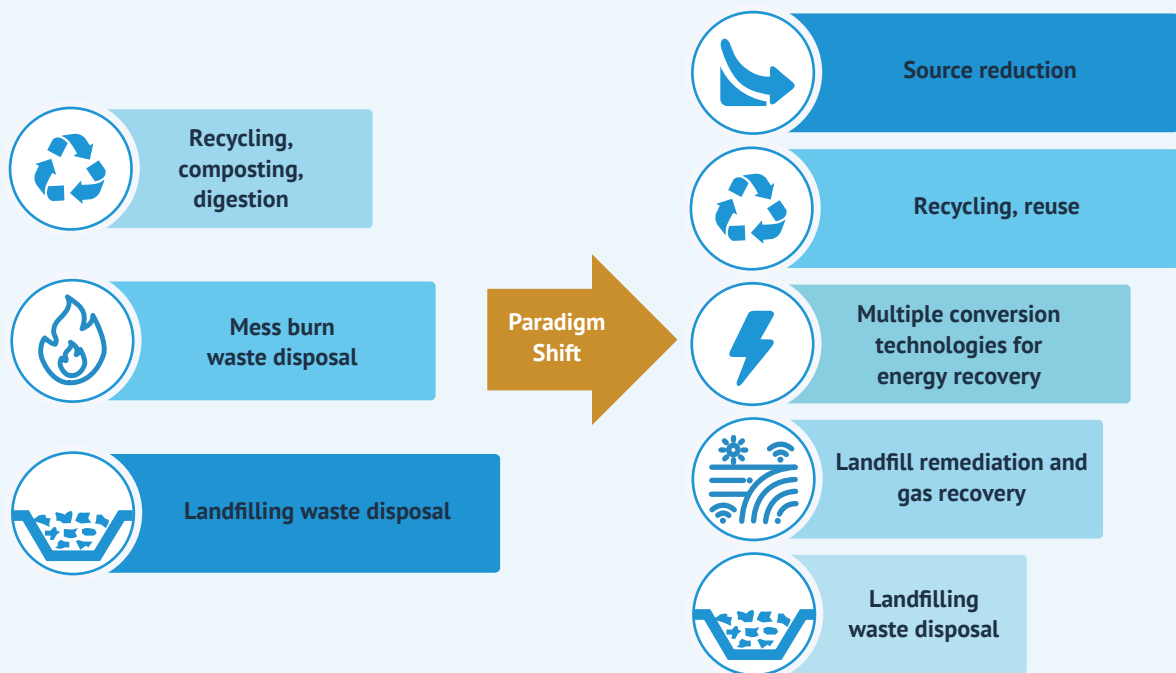 Recycling,
composting,
digestion
Mess burn
waste disposal
Landfilling waste disposal
Paradigm
Shift
Source reduction
Recycling, reuse
Multiple conversion
technologies for
energy recovery
Landfill remediation and
gas recovery
Landfilling
waste disposal